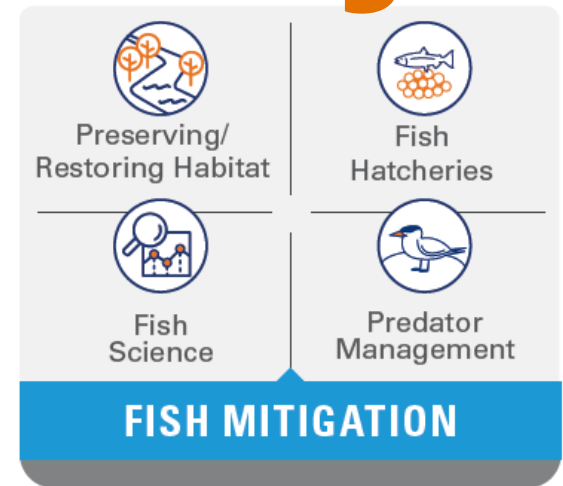 Preserving/
Restoring Habitat
Fish
Hatcheries
Fish
Science
Predator
Management
FISH MITIGATION